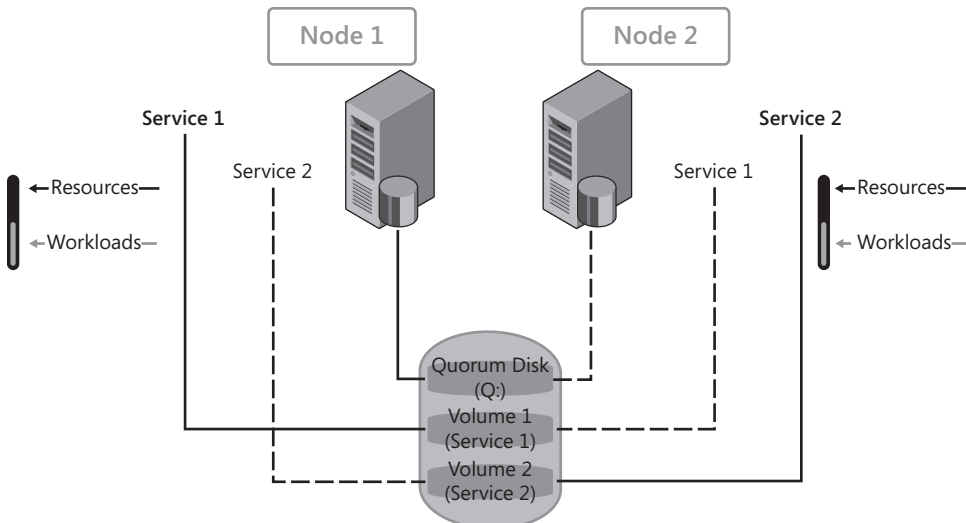 Node 1
Node 2
Service 1
Service 2
Service 2
Service 1
Resources
Workloads
Resources
Workloads
Quorum Disk
(Q:)
Volume 1
(Service 1)
Volume 2
(Service 2)